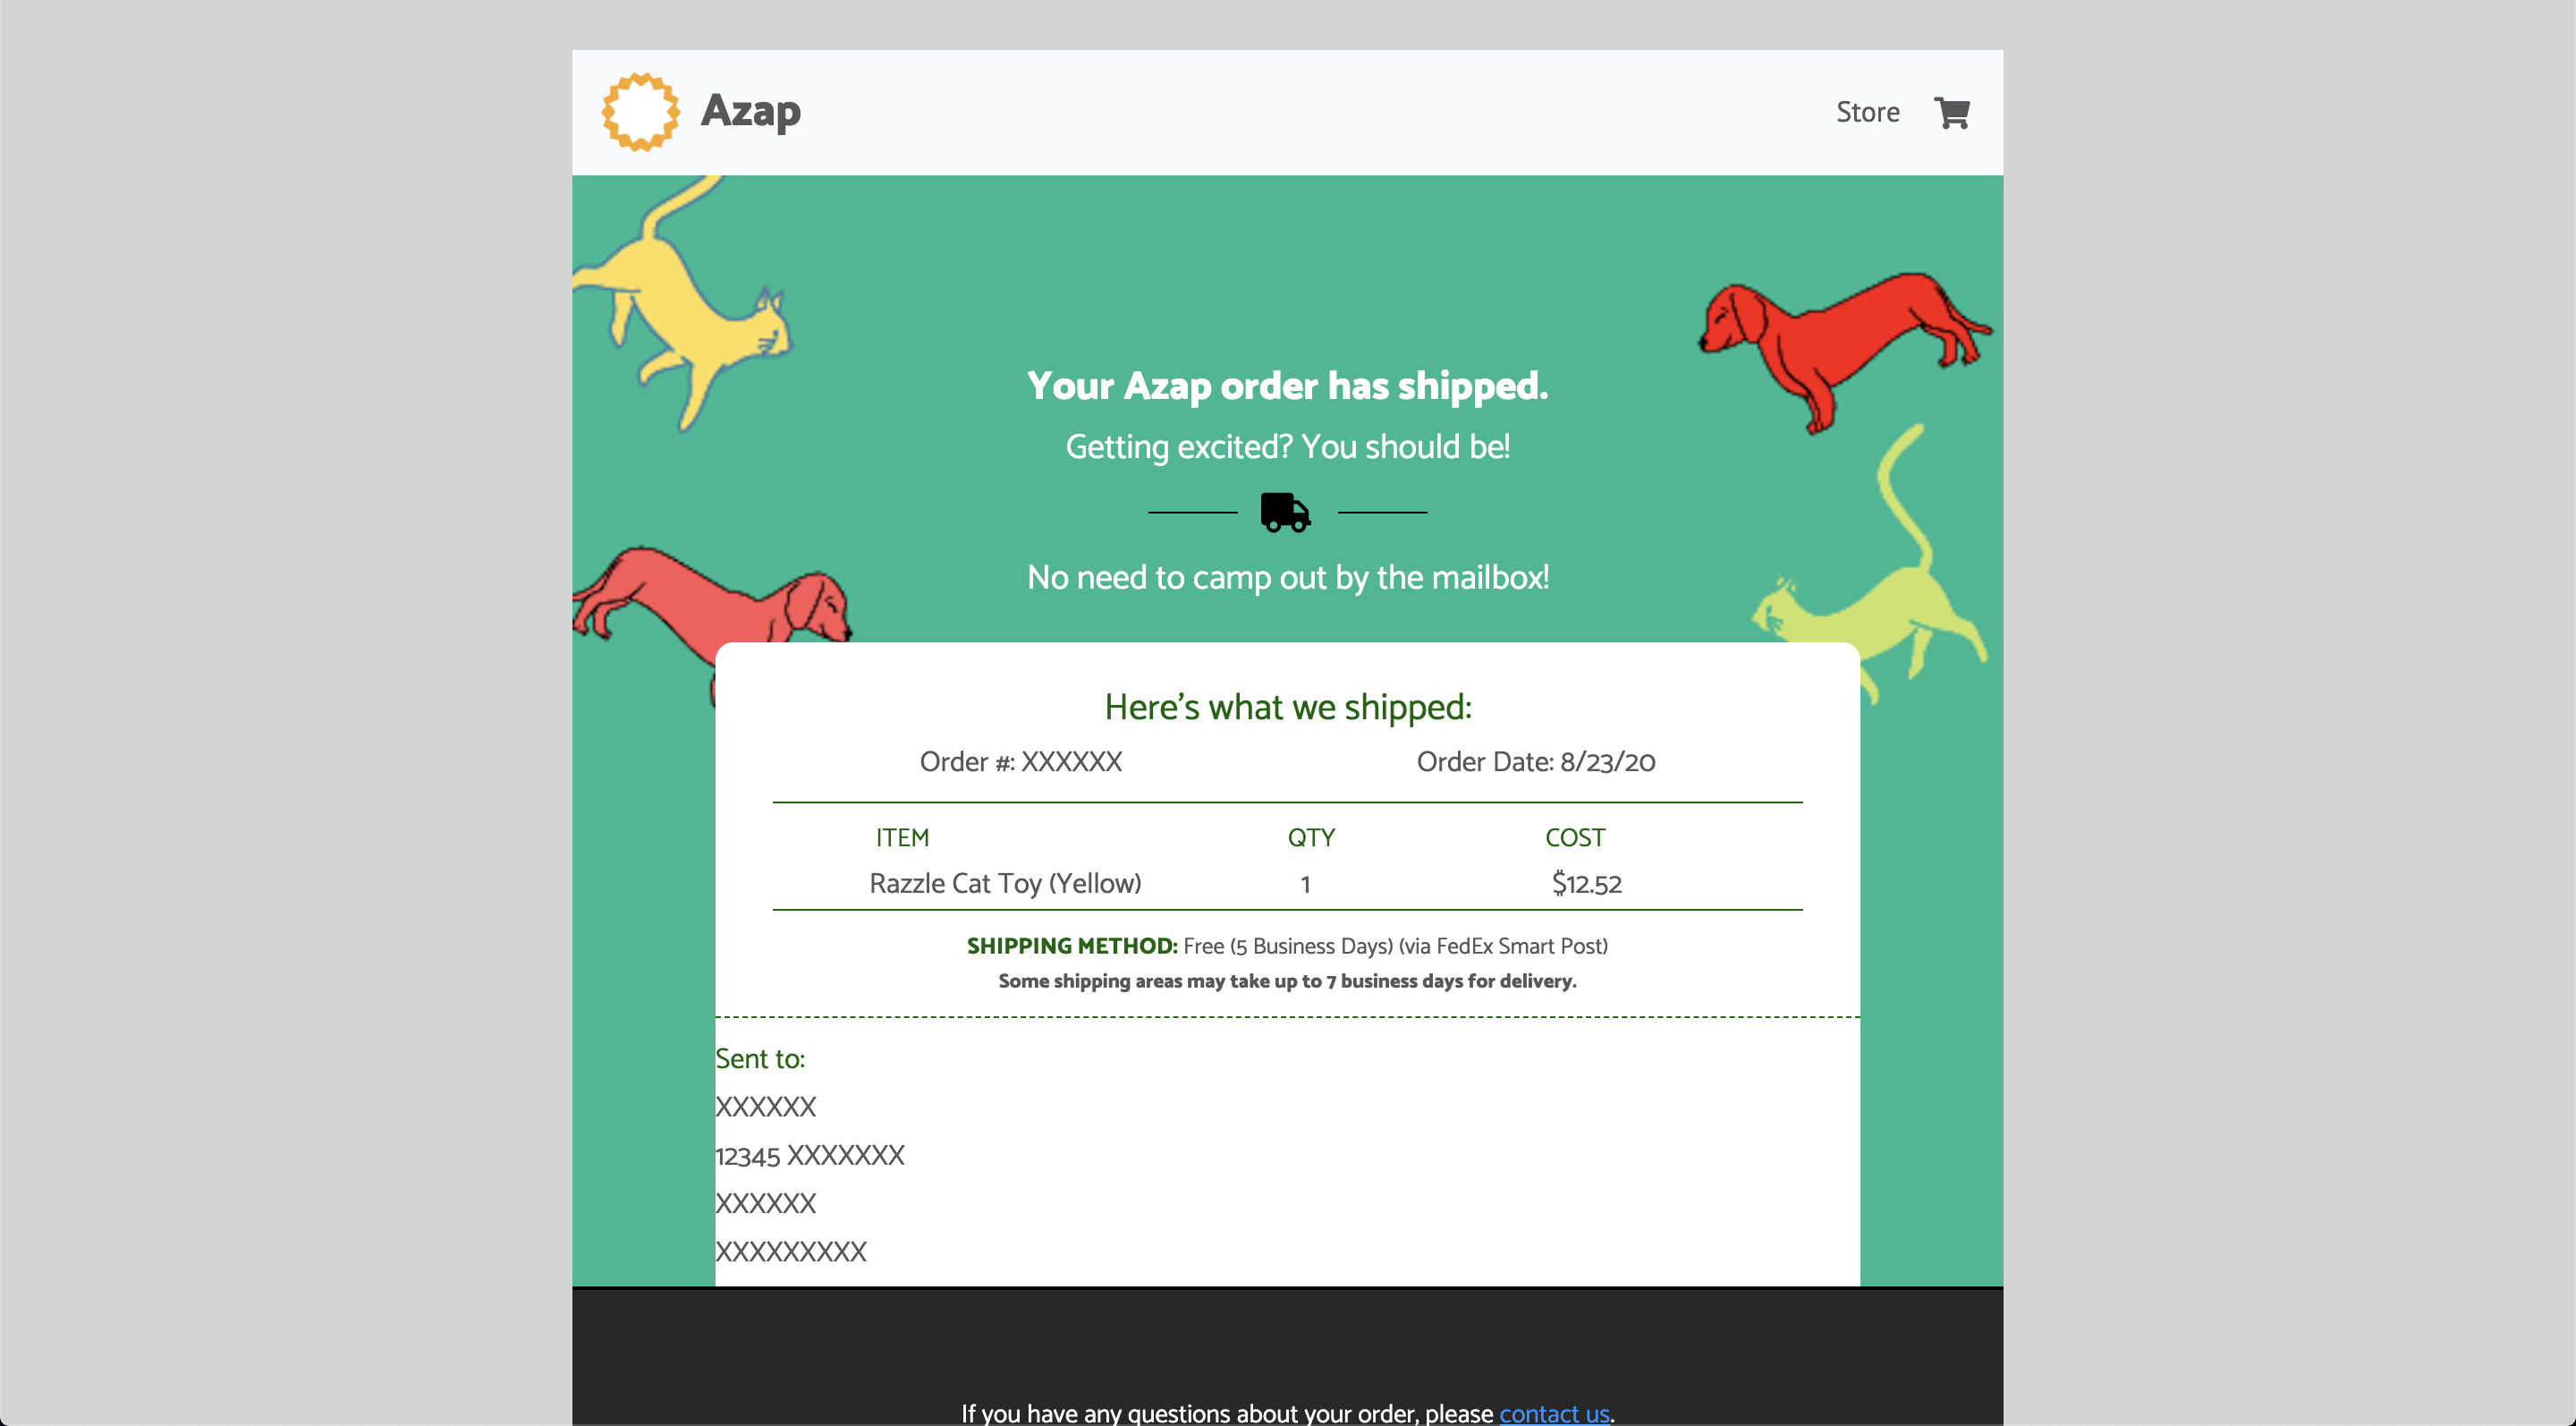 Azap
Store
Your Azap order has shipped.
Getting excited? You should be!
No need to camp out by the mailbox!
Here's what we shipped:
Order #: XXXXXX Order Date: 8/23/20
ITEM QTY COST
Razzle Cat Toy (Yellow) 1 $12.52
SHIPPING METHOD: Free (5 Business Days) (via FedEx Smart Post)
Some shipping areas may take up to 7 business days for delivery.
Sent to:
XXXXXX
12345 XXXXXXX
XXXXXX
XXXXXXXXX
If you have any questions about your order, please contact us.